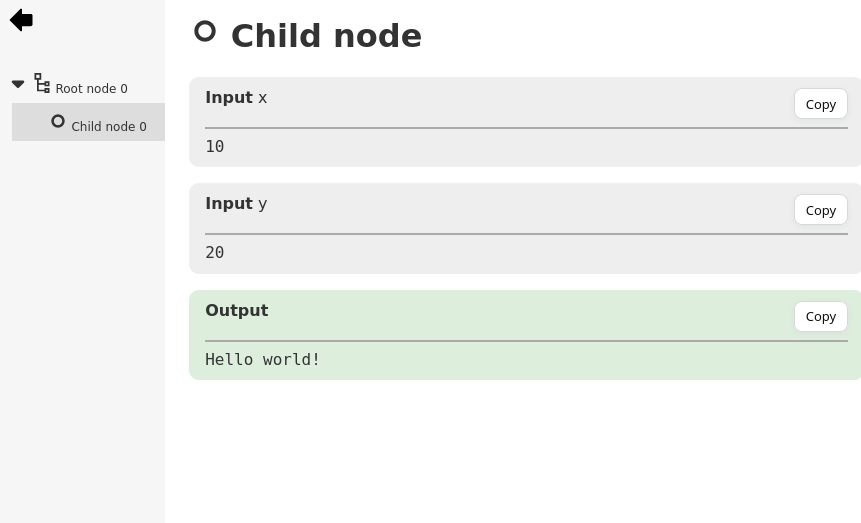 Root node 0
Child node 0
Child node
Input x
Copy
10
Input y
Copy
20
Output
Copy
Hello world!